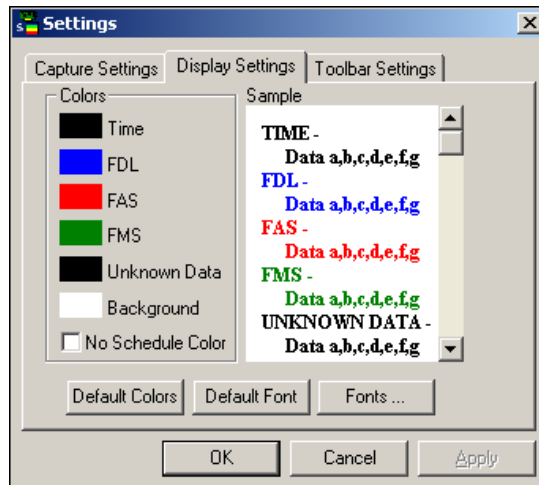 Settings
Capture Settings Display Settings Toolbar Settings
Colors
Time
FDL
FAS
FMS
Unknown Data
Background
No Schedule Color
Sample
TIME -
Data a,b,c,d,e,f,g
FDL -
Data a,b,c,d,e,f,g
FAS -
Data a,b,c,d,e,f,g
FMS -
Data a,b,c,d,e,f,g
UNKNOWN DATA -
Data a,b,c,d,e,f,g
Default Colors Default Font Fonts ...
OK Cancel Apply